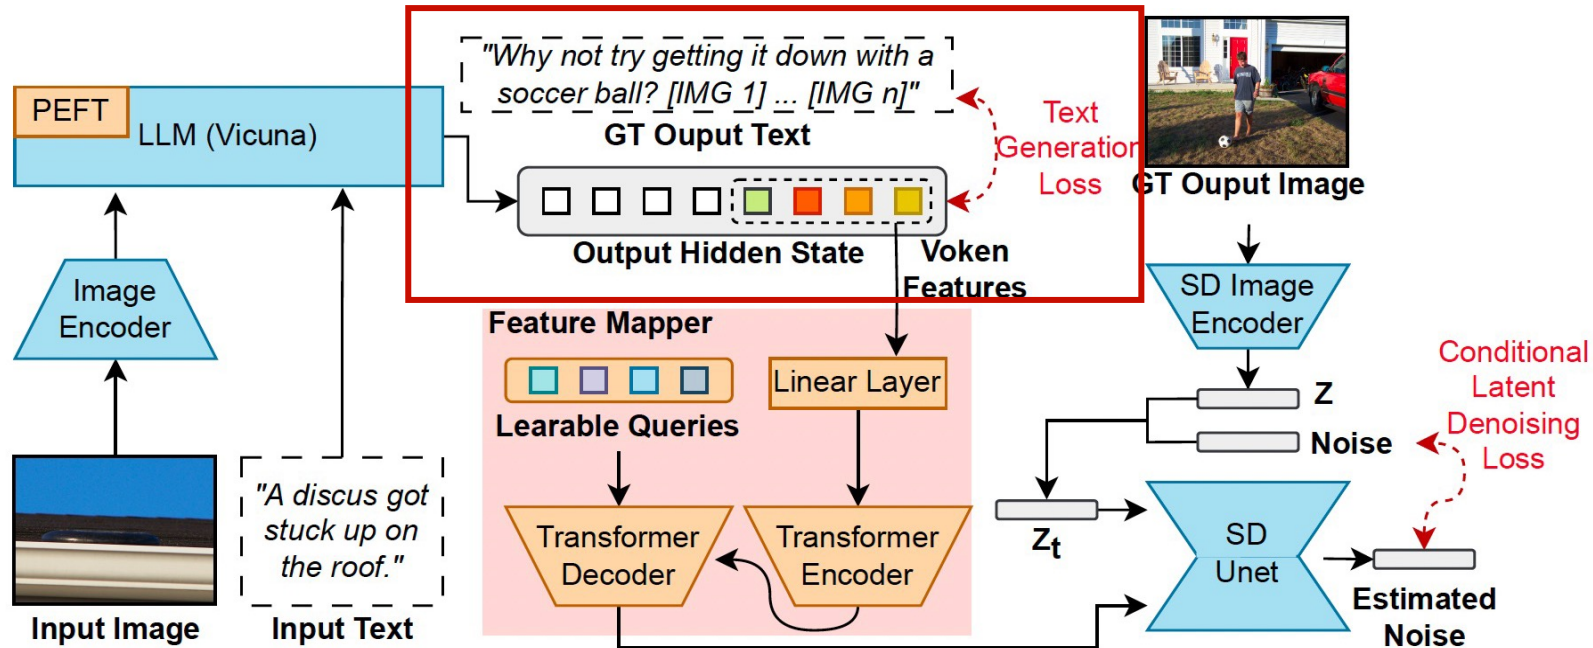 "Why not try getting it down with a
soccer ball? [IMG 1] ... [IMG n]"
GT Ouput Text
Text
Generation
Loss
GT Ouput Image
PEFT
LLM (Vicuna)
Output Hidden State
Voken
Features
Image
Encoder
SD Image
Encoder
Feature Mapper
Learable Queries
Linear Layer
Transformer
Decoder
Transformer
Encoder
Z
Noise
Conditional
Latent
Denoising
Loss
Zt
SD
Unet
Estimated
Noise
"A discus got
stuck up on
the roof."
Input Image
Input Text